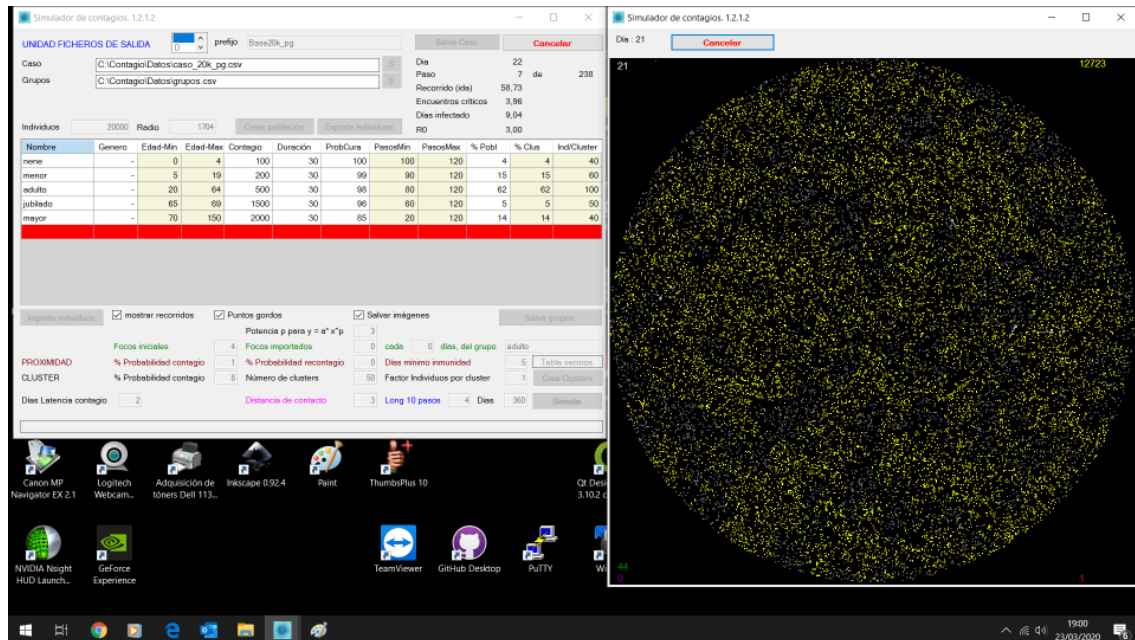 Simulador de contagios. 1.2.1.2
UNIDAD FICHEROS DE SALIDA D prefijo Base20k_pg Salva Caso Cancelar
Caso C:\Contagio\Datos\caso_20k_pg.csv S
Grupos C:\Contagio\Datos\grupos.csv S
Dia 22
Paso 7 de 238
Recorrido (ida) 58,73
Encuentros críticos 3,96
Dias infectado 9,04
R0 3,00
Individuos 20000 Radio 1704 Crear población Exporta individuos
Nombre Genero Edad-Min Edad-Max Contagio Duración ProbCura PasosMin PasosMax % Pobl % Clus Ind/Cluster
nene - 0 4 100 30 100 100 120 4 4 40
menor - 5 19 200 30 99 90 120 15 15 60
adulto - 20 64 500 30 98 80 120 62 62 100
jubilado - 65 69 1500 30 96 60 120 5 5 50
mayor - 70 150 2000 30 85 20 120 14 14 40
Importa individuos mostrar recorridos Puntos gordos Salvar imágenes Salva grupos
Potencia p para y = a* x^p 3
Focos iniciales 4 Focos importados 0 cada 0 dias, del grupo adulto
PROXIMIDAD % Probabilidad contagio 1 % Probabilidad recontagio 0 Dias mínimo inmunidad 5 Tabla vecinos
CLUSTER % Probabilidad contagio 8 Número de clusters 50 Factor Individuos por cluster 1 Crea Clusters
Dias Latencia contagio 2 Distancia de contacto 3 Long 10 pasos 4 Dias 360 Simula
Simulador de contagios. 1.2.1.2
Dia : 21 Cancelar
21 12723
44
0 1
Canon MP Navigator EX 2.1
Logitech Webcam...
Adquisición de tóners Dell 113...
Inkscape 0.92.4
Paint
ThumbsPlus 10
Qt Desi
3.10.2 c
NVIDIA Nsight HUD Launch...
GeForce Experience
TeamViewer
GitHub Desktop
PuTTY
Wi
19:00
23/03/2020
6